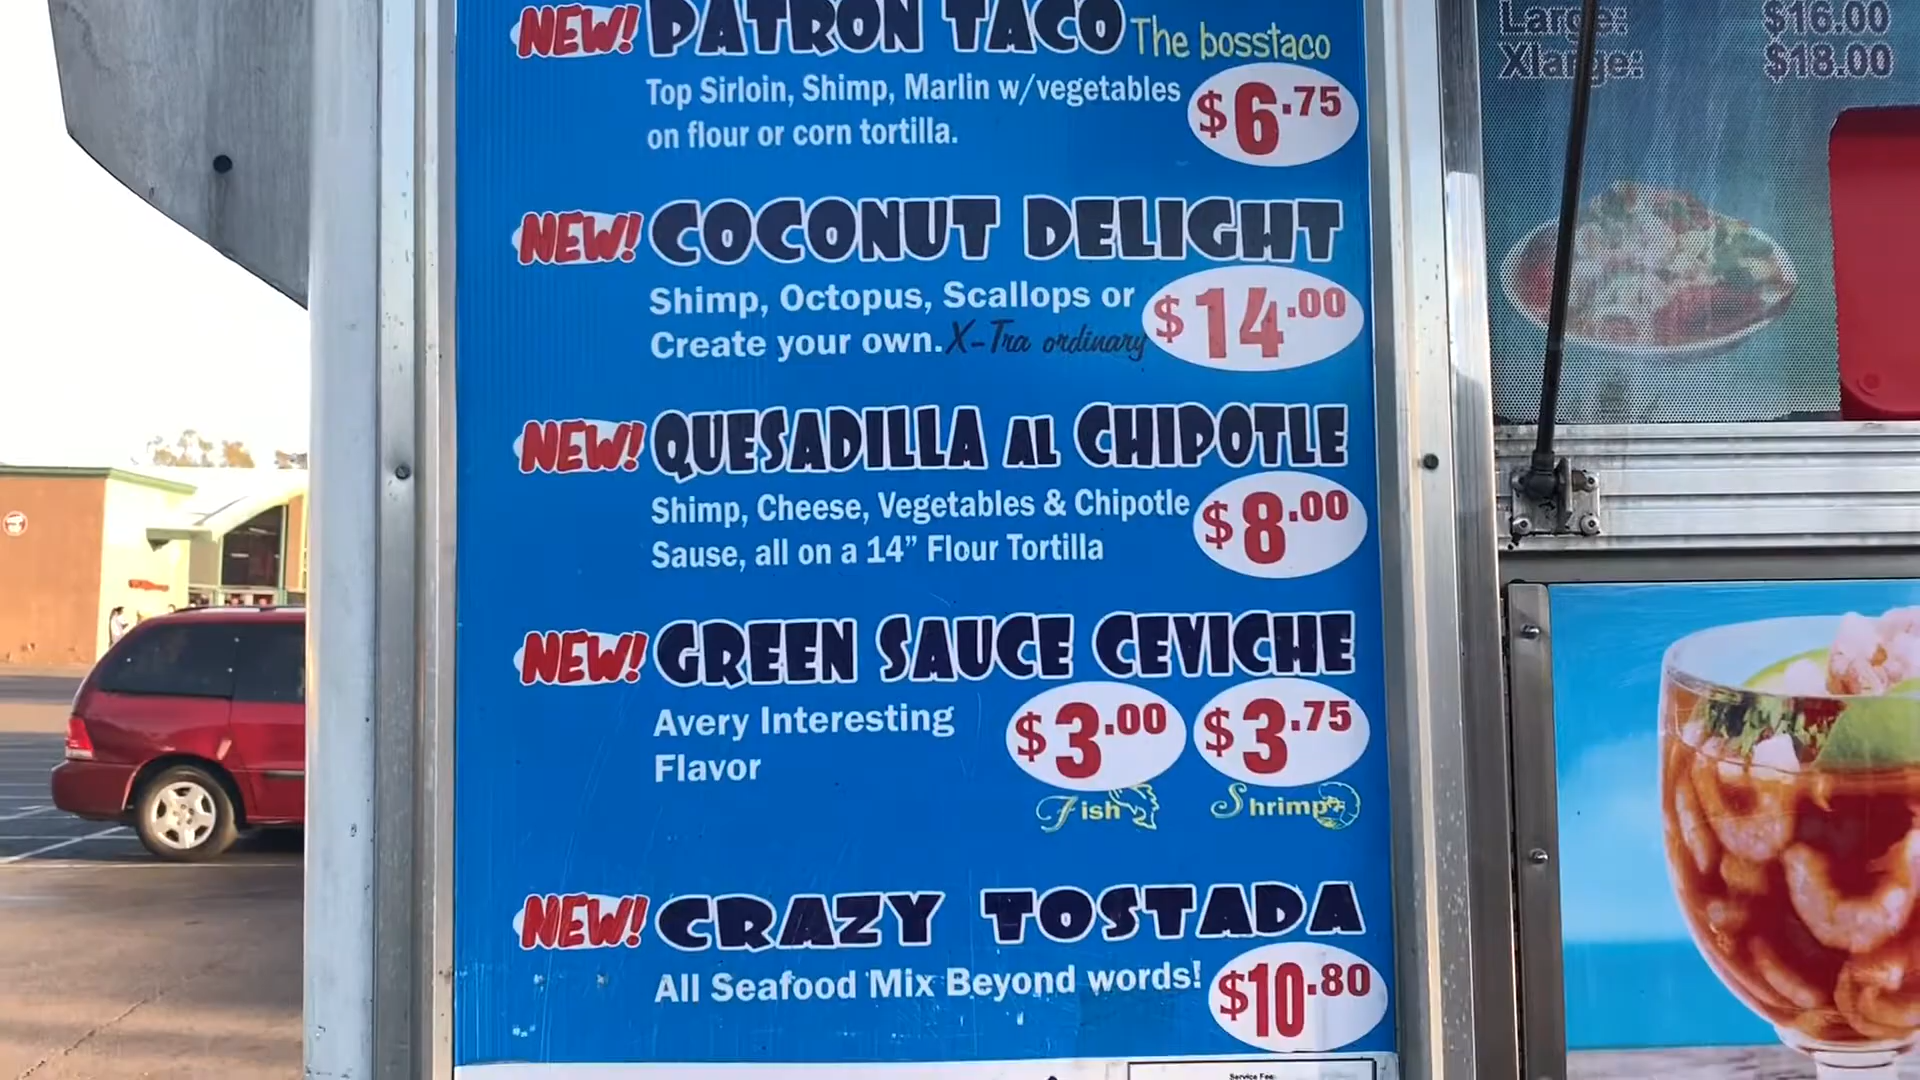 NEW! PATRON TACO The bosstaco
Top Sirloin, Shimp, Marlin w/vegetables
on flour or corn tortilla.
$6.75
NEW! COCONUT DELIGHT
Shimp, Octopus, Scallops or
Create your own. X-Tra ordinary
$14.00
NEW! QUESADILLA AL CHIPOTLE
Shimp, Cheese, Vegetables & Chipotle
Sause, all on a 14” Flour Tortilla
$8.00
NEW! GREEN SAUCE CEVICHE
Avery Interesting
Flavor
$3.00 $3.75
Fish Shrimp
NEW! CRAZY TOSTADA
All Seafood Mix Beyond words!
$10.80
Service Fee
Large: $16.00
Xlarge: $18.00